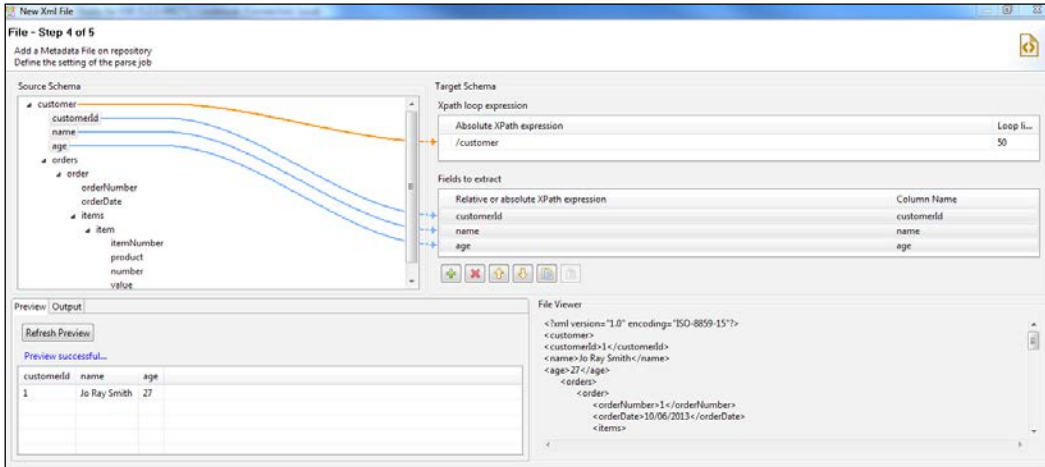 New Xml File
File - Step 4 of 5
Add a Metadata File on repository
Define the setting of the parse job
Source Schema
customer
customerId
name
age
orders
order
orderNumber
orderDate
items
item
itemNumber
product
number
value
Target Schema
Xpath loop expression
Absolute XPath expression Loop li...
/customer 50
Fields to extract
Relative or absolute XPath expression Column Name
customerId customerId
name name
age age
Preview Output
Refresh Preview
Preview successful...
customerId name age
1 Jo Ray Smith 27
File Viewer
<?xml version="1.0" encoding="ISO-8859-15"?>
<customer>
<customerId>1</customerId>
<name>Jo Ray Smith</name>
<age>27</age>
<orders>
<order>
<orderNumber>1</orderNumber>
<orderDate>10/06/2013</orderDate>
<items>